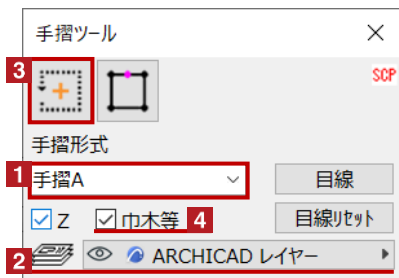 手摺ツール
3
SCP
手摺形式
1 手摺A 目線
Z 巾木等 4 目線リセット
2 ARCHICAD レイヤー